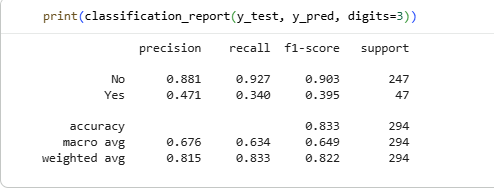 print(classification_report(y_test, y_pred, digits=3))
precision recall f1-score support
No 0.881 0.927 0.903 247
Yes 0.471 0.340 0.395 47
accuracy 0.833 294
macro avg 0.676 0.634 0.649 294
weighted avg 0.815 0.833 0.822 294